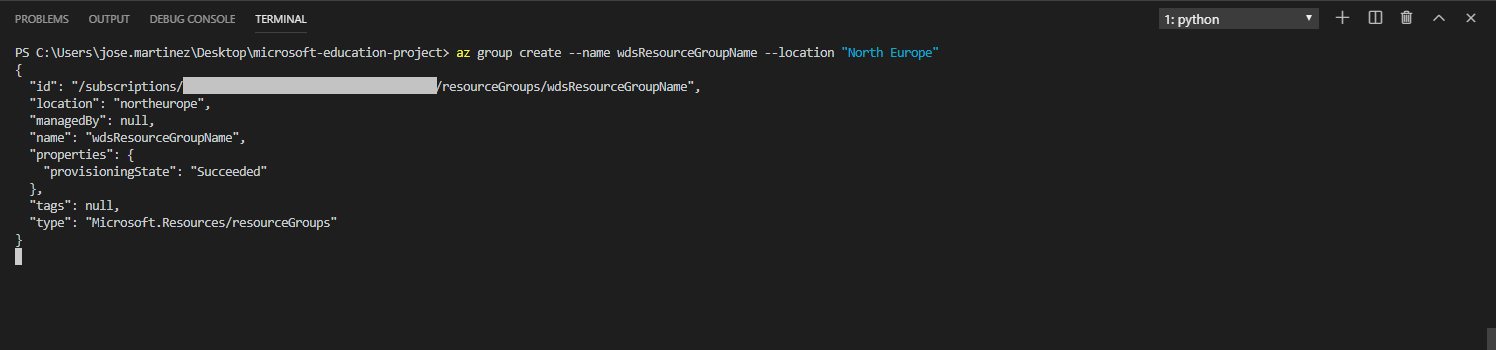 PROBLEMS OUTPUT DEBUG CONSOLE TERMINAL 1: python
PS C:\Users\jose.martinez\Desktop\microsoft-education-project> az group create --name wdsResourceGroupName --location "North Europe"
{
"id": "/subscriptions/ /resourceGroups/wdsResourceGroupName",
"location": "northeurope",
"managedBy": null,
"name": "wdsResourceGroupName",
"properties": {
"provisioningState": "Succeeded"
},
"tags": null,
"type": "Microsoft.Resources/resourceGroups"
}